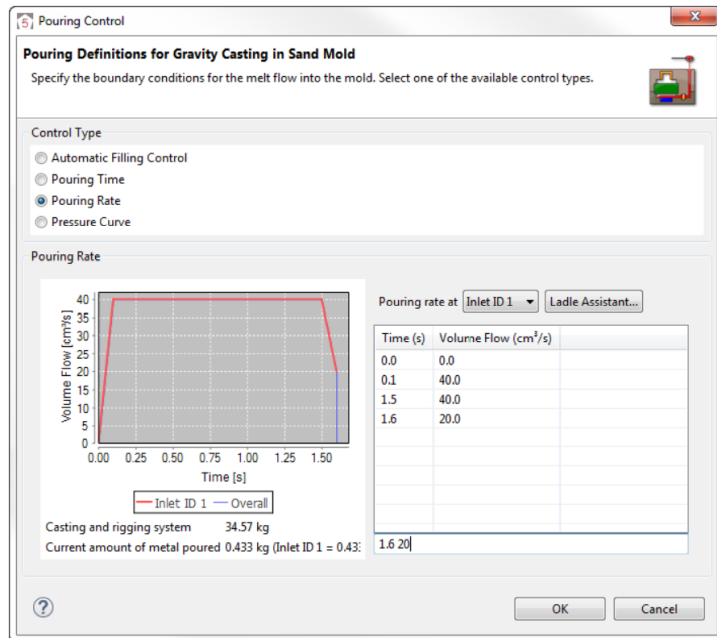 5 Pouring Control
Pouring Definitions for Gravity Casting in Sand Mold
Specify the boundary conditions for the melt flow into the mold. Select one of the available control types.
Control Type
Automatic Filling Control
Pouring Time
Pouring Rate
Pressure Curve
Pouring Rate
Volume Flow [cm³/s]
40
35
30
25
20
15
10
5
0
0.00 0.25 0.50 0.75 1.00 1.25 1.50
Time [s]
Inlet ID 1 Overall
Casting and rigging system 34.57 kg
Current amount of metal poured 0.433 kg (Inlet ID 1 = 0.43
Pouring rate at Inlet ID 1 Ladle Assistant...
Time (s) Volume Flow (cm³/s)
0.0 0.0
0.1 40.0
1.5 40.0
1.6 20.0
1.6 20
? OK Cancel